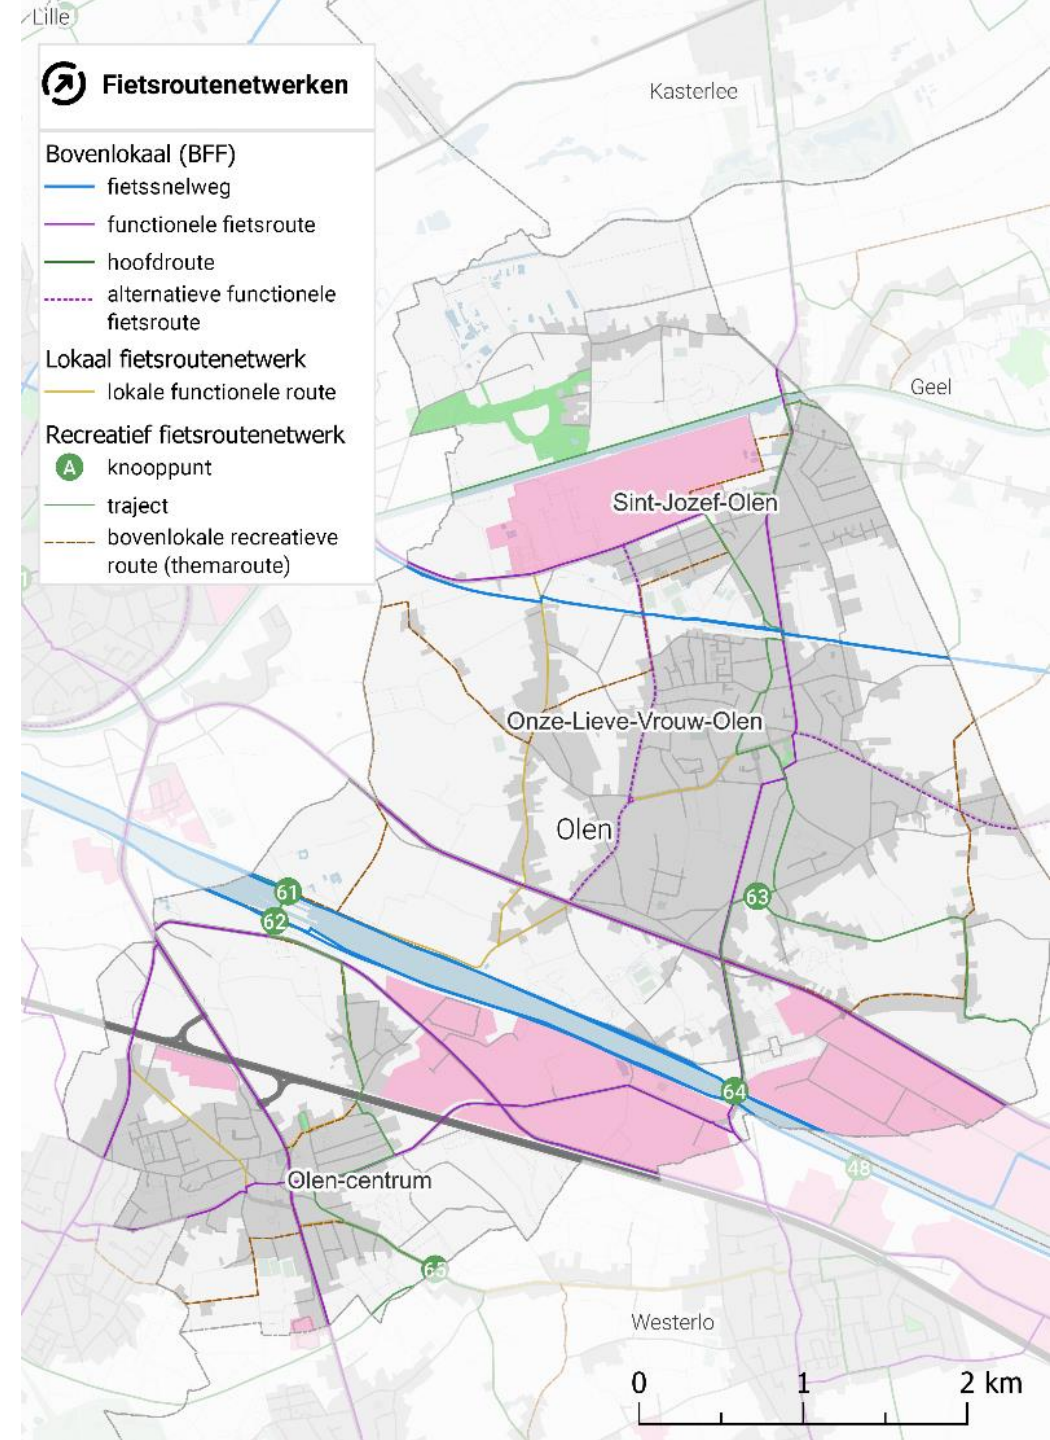 Lille
Fietsroutenetwerken
Bovenlokaal (BFF)
fietssnelweg
functionele fietsroute
hoofdroute
alternatieve functionele
fietsroute
Lokaal fietsroutenetwerk
lokale functionele route
Recreatief fietsroutenetwerk
A
knooppunt
traject
bovenlokale recreatieve
route (themaroute)
Kasterlee
Geel
Sint-Jozef-Olen
Onze-Lieve-Vrouw-Olen
Olen
61
62
63
64
48
Olen-centrum
65
Westerlo
0 1 2 km